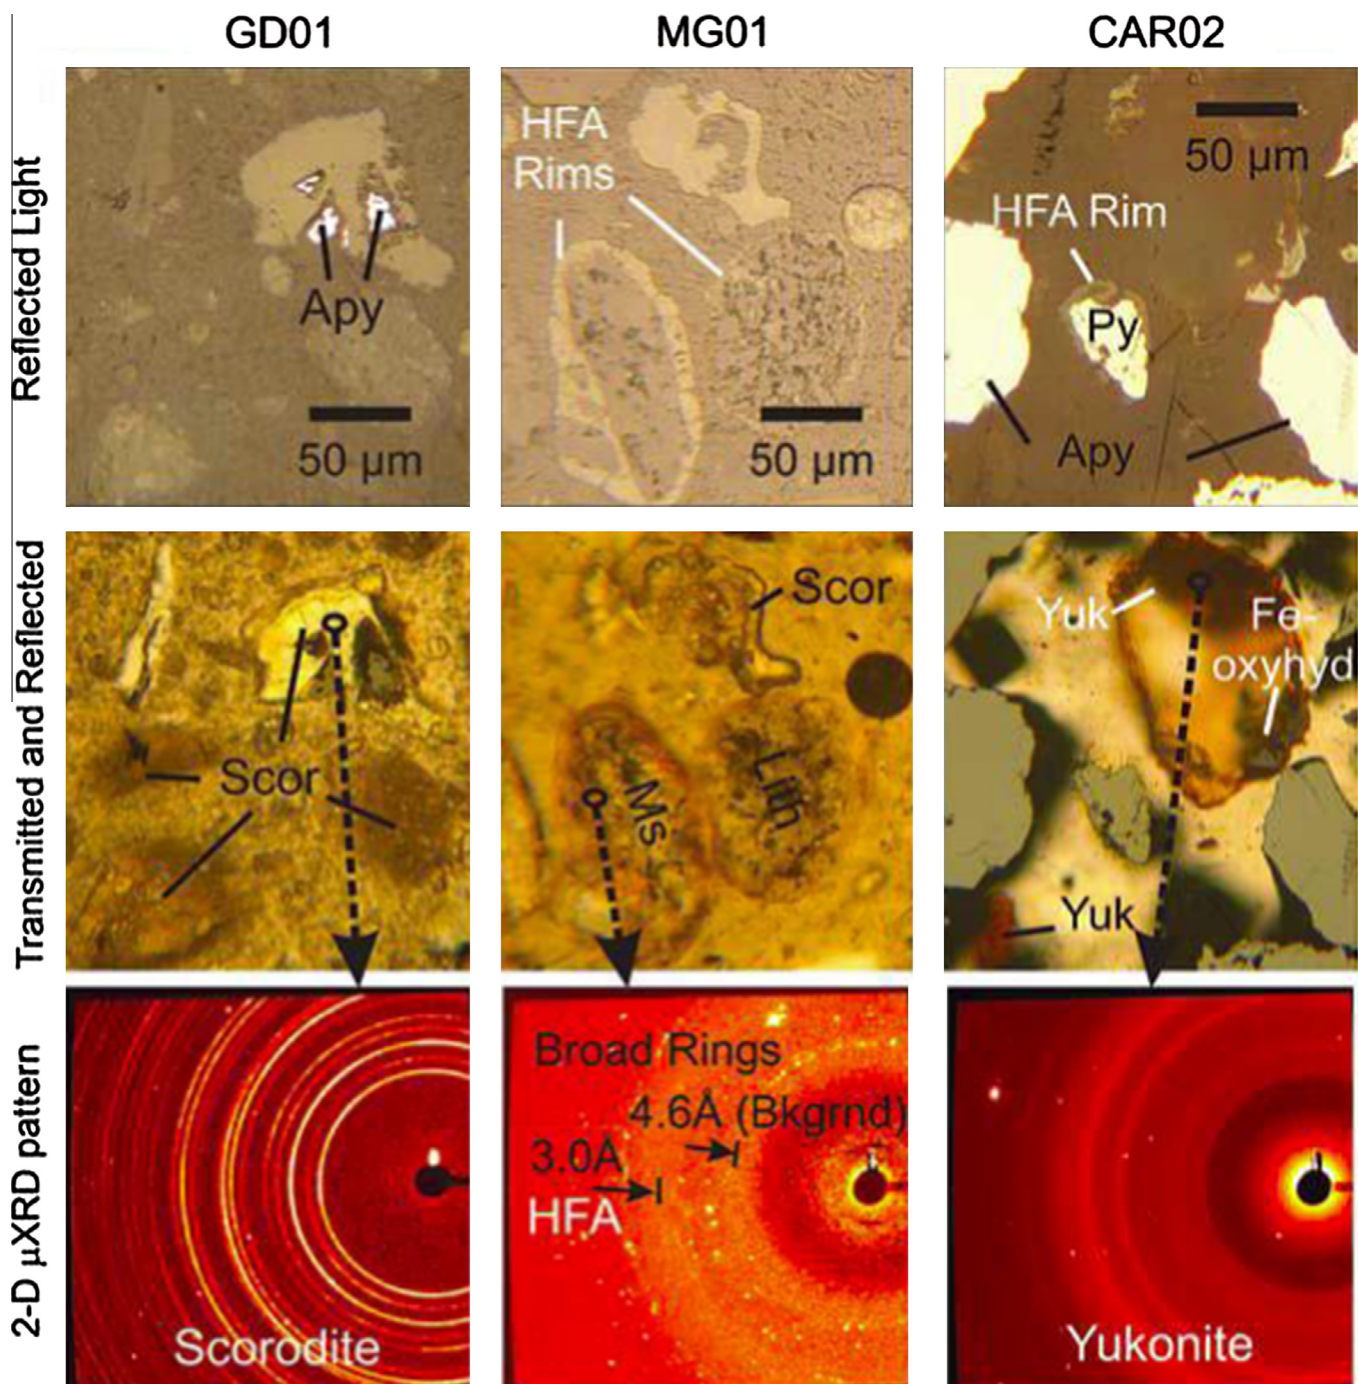 GD01
MG01
CAR02
Reflected Light
Apy
50 µm
HFA
Rims
50 µm
50 µm
HFA Rim
Py
Apy
Transmitted and Reflected
Scor
Scor
Ms
Lith
Yuk
Fe-
oxyhyd
Yuk
2-D µXRD pattern
Scorodite
Broad Rings
4.6Å (Bkgrnd)
3.0Å
HFA
Yukonite